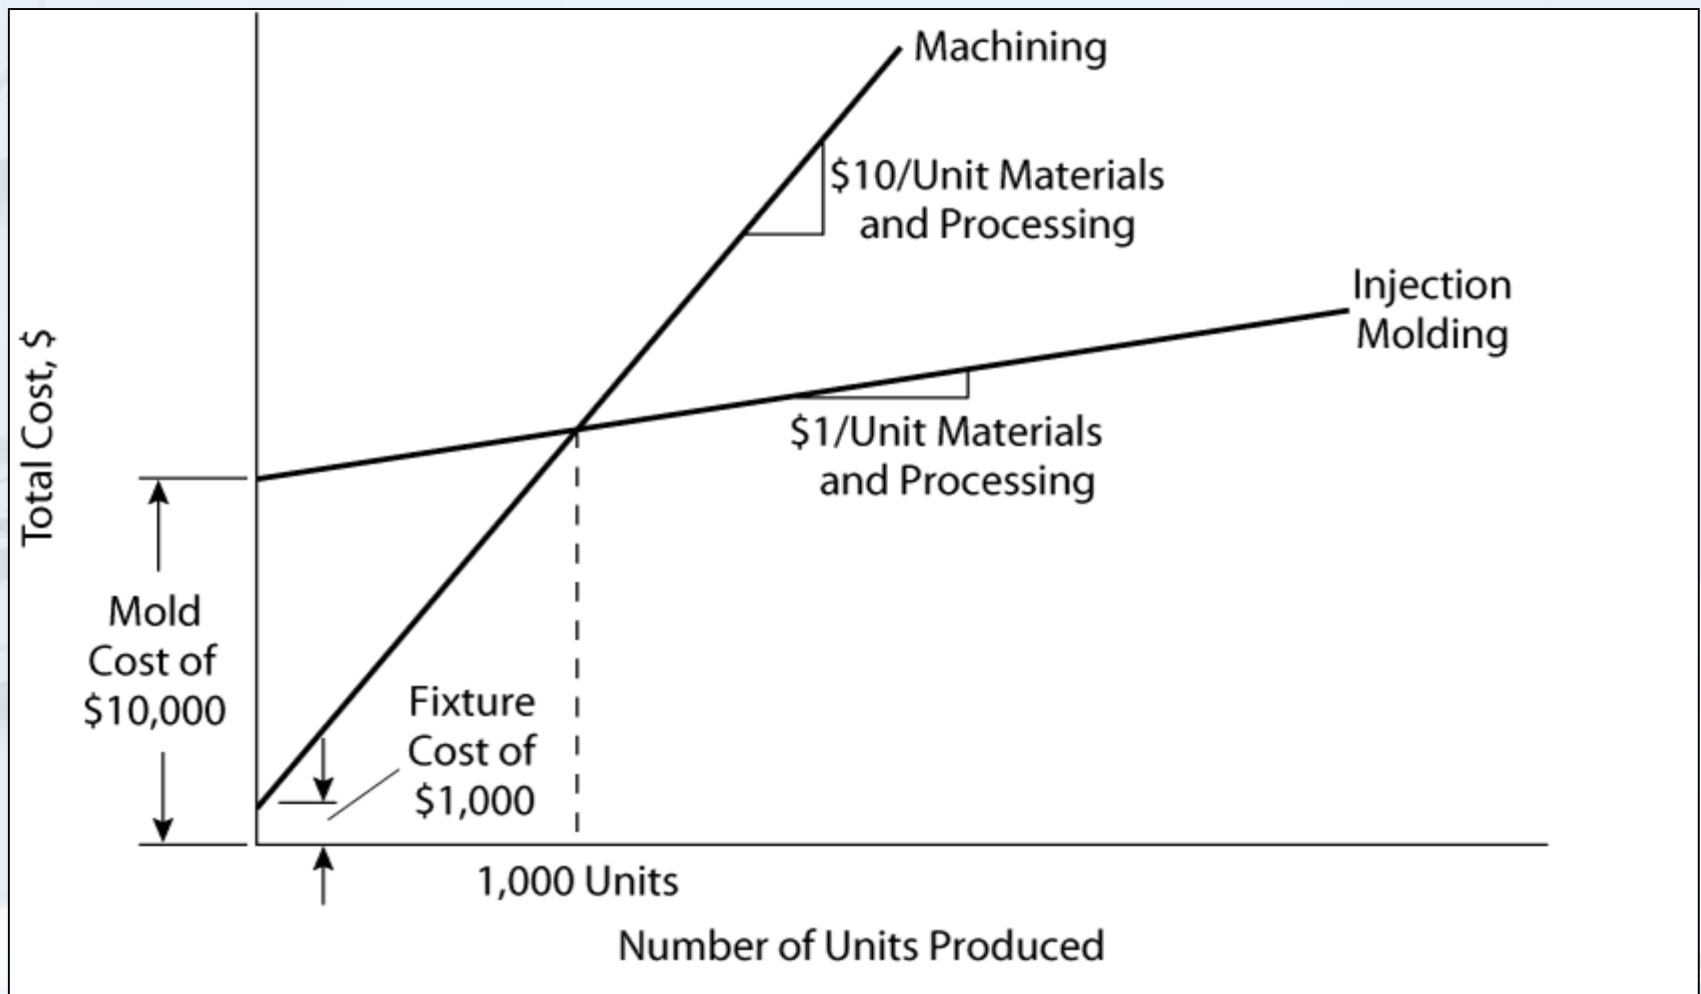 Machining
$10/Unit Materials
and Processing
Injection
Molding
$1/Unit Materials
and Processing
Total Cost, $
Mold
Cost of
$10,000
Fixture
Cost of
$1,000
1,000 Units
Number of Units Produced